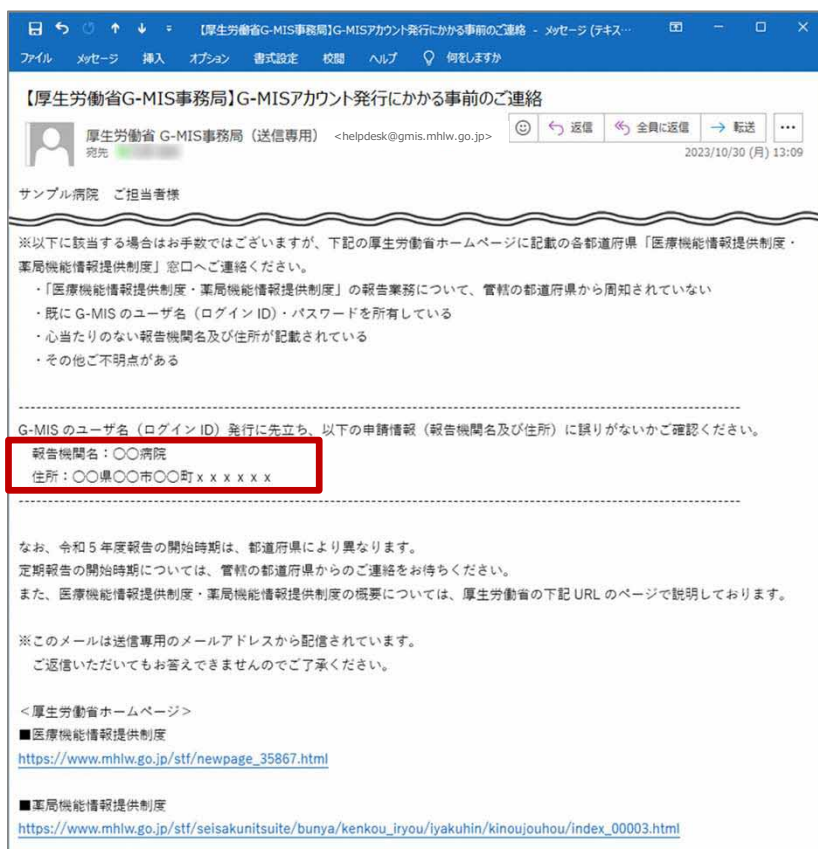 【厚生労働省G-MIS事務局】G-MISアカウント発行にかかる事前のご連絡 - メッセージ (テキス…
ファイル メッセージ 挿入 オプション 書式設定 校閲 ヘルプ 何をしますか
【厚生労働省G-MIS事務局】G-MISアカウント発行にかかる事前のご連絡
厚生労働省 G-MIS事務局（送信専用） <helpdesk@gmis.mhlw.go.jp>
返信 全員に返信 転送 …
宛先
2023/10/30 (月) 13:09
サンプル病院 ご担当者様
※以下に該当する場合はお手数ではございますが、下記の厚生労働省ホームページに記載の各都道府県「医療機能情報提供制度・
薬局機能情報提供制度」窓口へご連絡ください。
・「医療機能情報提供制度・薬局機能情報提供制度」の報告業務について、管轄の都道府県から周知されていない
・既に G-MIS のユーザ名（ログイン ID）・パスワードを所有している
・心当たりのない報告機関名及び住所が記載されている
・その他ご不明点がある
G-MIS のユーザ名（ログイン ID）発行に先立ち、以下の申請情報（報告機関名及び住所）に誤りがないかご確認ください。
報告機関名：〇〇病院
住所：〇〇県〇〇市〇〇町ｘｘｘｘｘｘ
なお、令和５年度報告の開始時期は、都道府県により異なります。
定期報告の開始時期については、管轄の都道府県からのご連絡をお待ちください。
また、医療機能情報提供制度・薬局機能情報提供制度の概要については、厚生労働省の下記 URL のページで説明しております。
※このメールは送信専用のメールアドレスから配信されています。
ご返信いただいてもお答えできませんのでご了承ください。
＜厚生労働省ホームページ＞
■医療機能情報提供制度
https://www.mhlw.go.jp/stf/newpage_35867.html
■薬局機能情報提供制度
https://www.mhlw.go.jp/stf/seisakunitsuite/bunya/kenkou_iryou/iyakuhin/kinoujouhou/index_00003.html